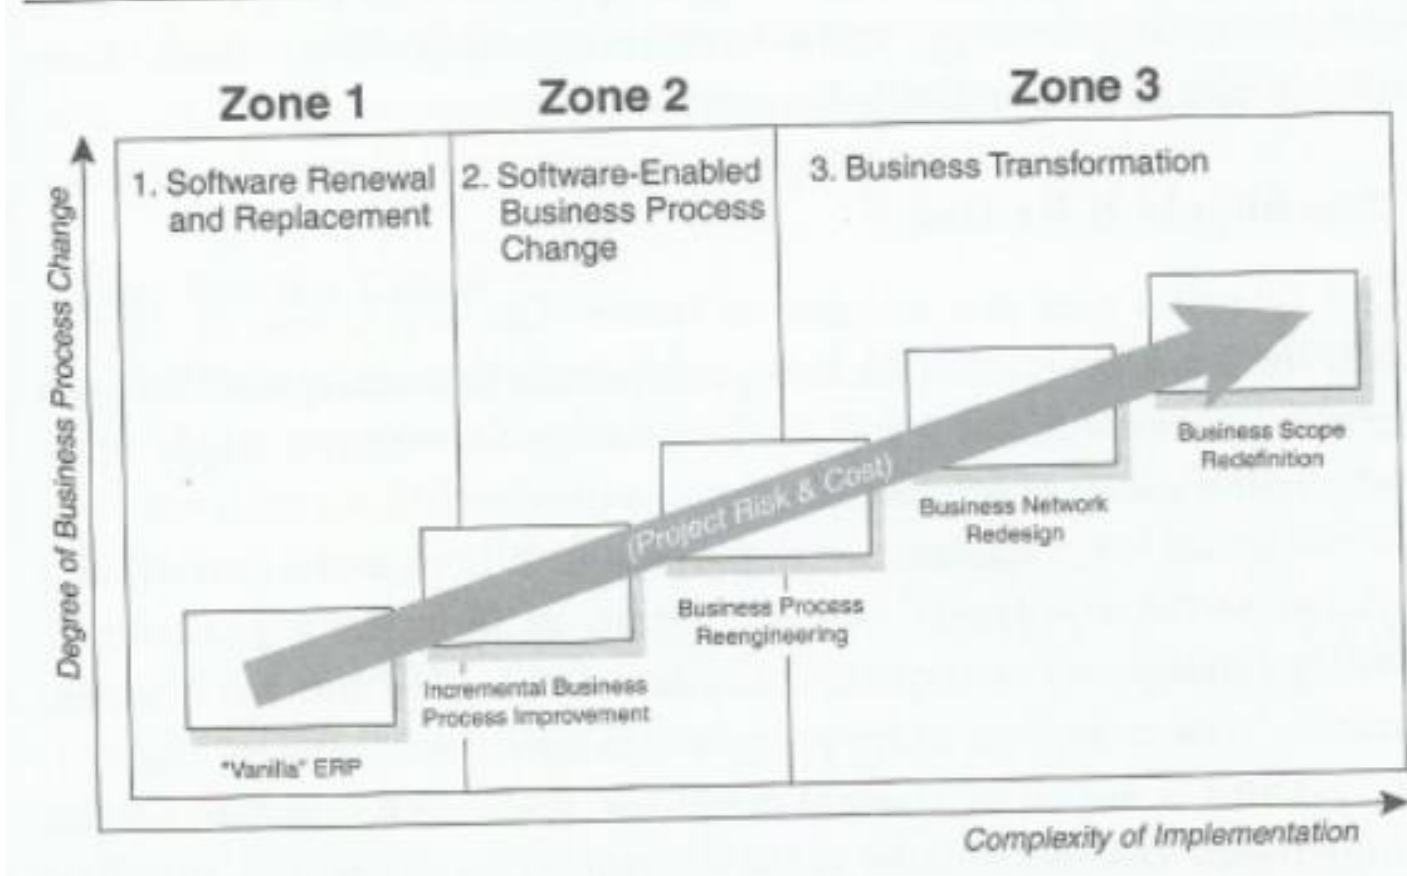 Zone 1
Zone 2
Zone 3
1. Software Renewal
and Replacement
2. Software-Enabled
Business Process
Change
3. Business Transformation
Degree of Business Process Change
(Project Risk & Cost)
"Vanilla" ERP
Incremental Business
Process Improvement
Business Process
Reengineering
Business Network
Redesign
Business Scope
Redefinition
Complexity of Implementation